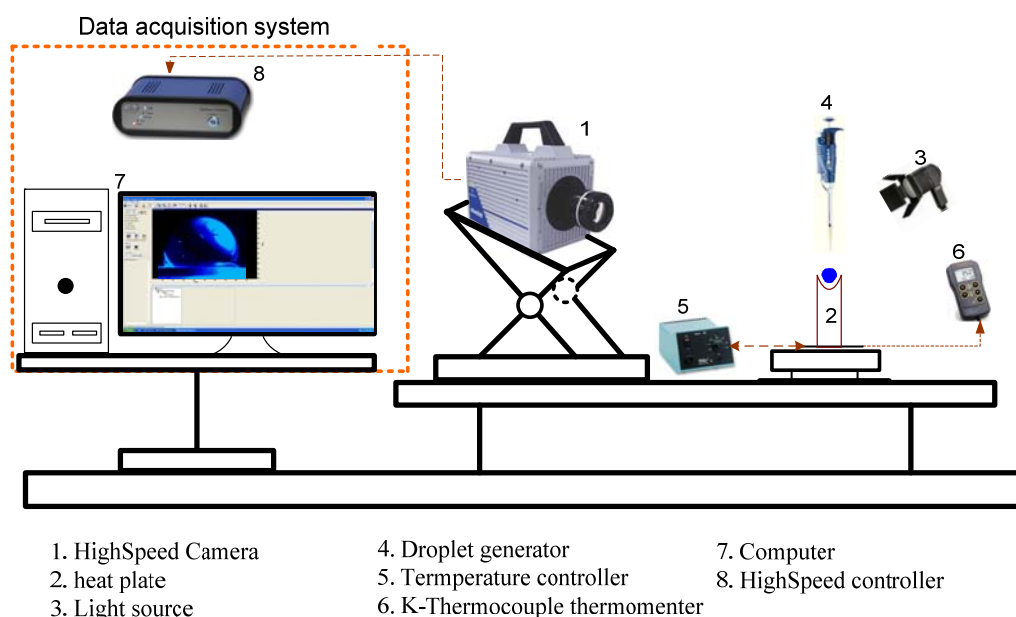 Data acquisition system
8
1
4
3
7
6
5
2
1. HighSpeed Camera
2. heat plate
3. Light source
4. Droplet generator
5. Termperature controller
6. K-Thermocouple thermomenter
7. Computer
8. HighSpeed controller